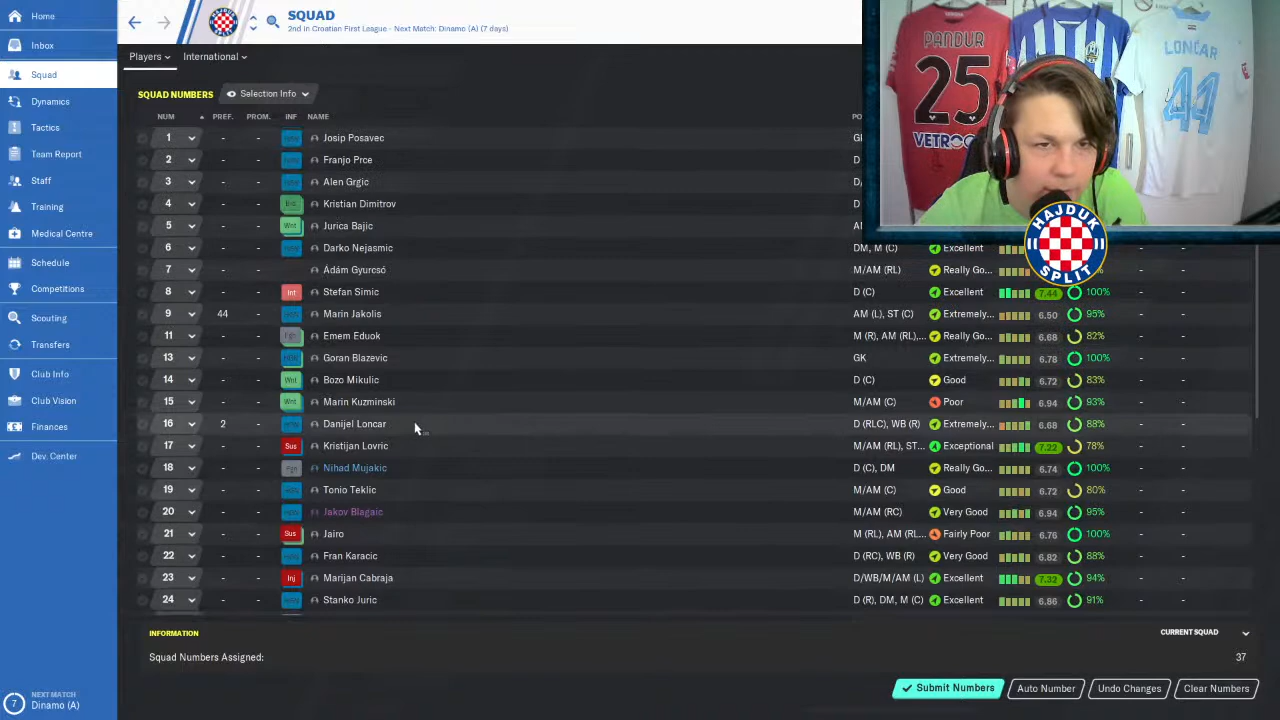 Home
Inbox
Squad
Dynamics
Tactics
Team Report
Staff
Training
Medical Centre
Schedule
Competitions
Scouting
Transfers
Club Info
Club Vision
Finances
Dev. Center
7 NEXT MATCH
Dinamo (A)
SQUAD
2nd in Croatian First League - Next Match: Dinamo (A) (7 days)
Players International
SQUAD NUMBERS Selection Info
NUM PREF. PROM. INF NAME
1 - - Josip Posavec
2 - - Franjo Prce D
3 - - Alen Grgic
4 - - Kristian Dimitrov D
5 - - Wnt Jurica Bajic
6 - - Darko Nejasmic DM, M (C) Excellent
7 - - Ádám Gyurcsó M/AM (RL) Really Go...
8 - - Int Stefan Simic D (C) Excellent 7.44 100%
9 44 - Marin Jakolis AM (L), ST (C) Extremely... 6.50 95% - -
11 - - Fgn Emem Eduok M (R), AM (RL),... Really Go... 6.68 82% - -
13 - - Goran Blazevic GK Extremely... 6.78 100% - -
14 - - Wnt Bozo Mikulic D (C) Good 6.72 83% - -
15 - - Wnt Marin Kuzminski M/AM (C) Poor 6.94 93% - -
16 2 - Danijel Loncar D (RLC), WB (R) Extremely... 6.68 88% - -
17 - - Sus Kristijan Lovric M/AM (RL), ST... Exceptional 7.22 78% - -
18 - - Fgn Nihad Mujakic D (C), DM Really Go... 6.74 100% - -
19 - - Tonio Teklic M/AM (C) Good 6.72 80% - -
20 - - Jakov Blagaic M/AM (RC) Very Good 6.94 95% - -
21 - - Sus Jairo M (RL), AM (RL... Fairly Poor 6.76 100% - -
22 - - Fran Karacic D (RC), WB (R) Very Good 6.82 88% - -
23 - - Inj Marijan Cabraja D/WB/M/AM (L) Excellent 7.32 94% - -
24 - - Stanko Juric D (R), DM, M (C) Excellent 6.86 91% - -
INFORMATION CURRENT SQUAD
Squad Numbers Assigned: 37
Submit Numbers Auto Number Undo Changes Clear Numbers
PANDUR
25
VETRO
LONČAR
44
HAJDUK
SPLIT